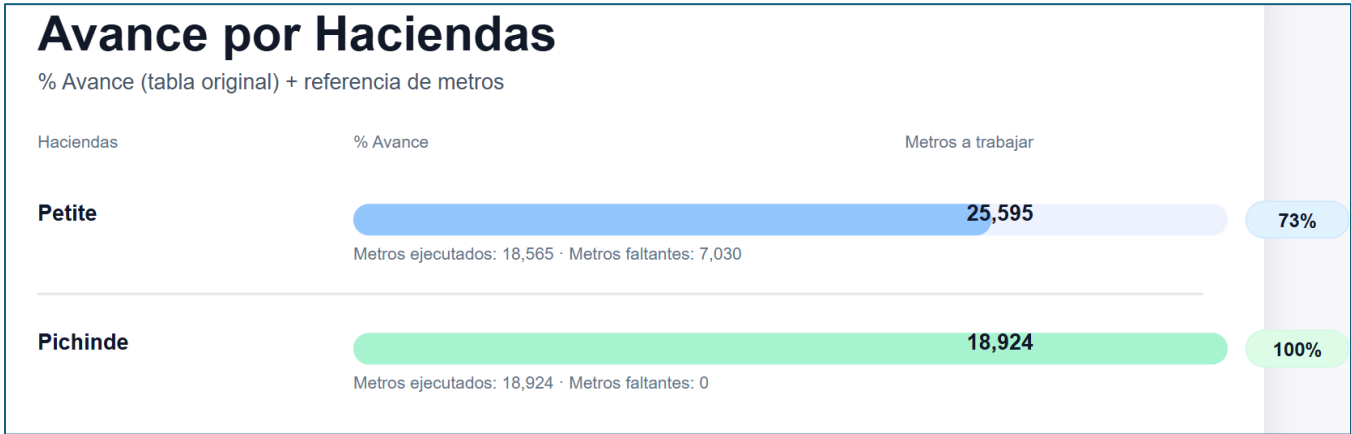 Avance por Haciendas
% Avance (tabla original) + referencia de metros
Haciendas % Avance Metros a trabajar
Petite 25,595 73%
Metros ejecutados: 18,565 · Metros faltantes: 7,030
Pichinde 18,924 100%
Metros ejecutados: 18,924 · Metros faltantes: 0